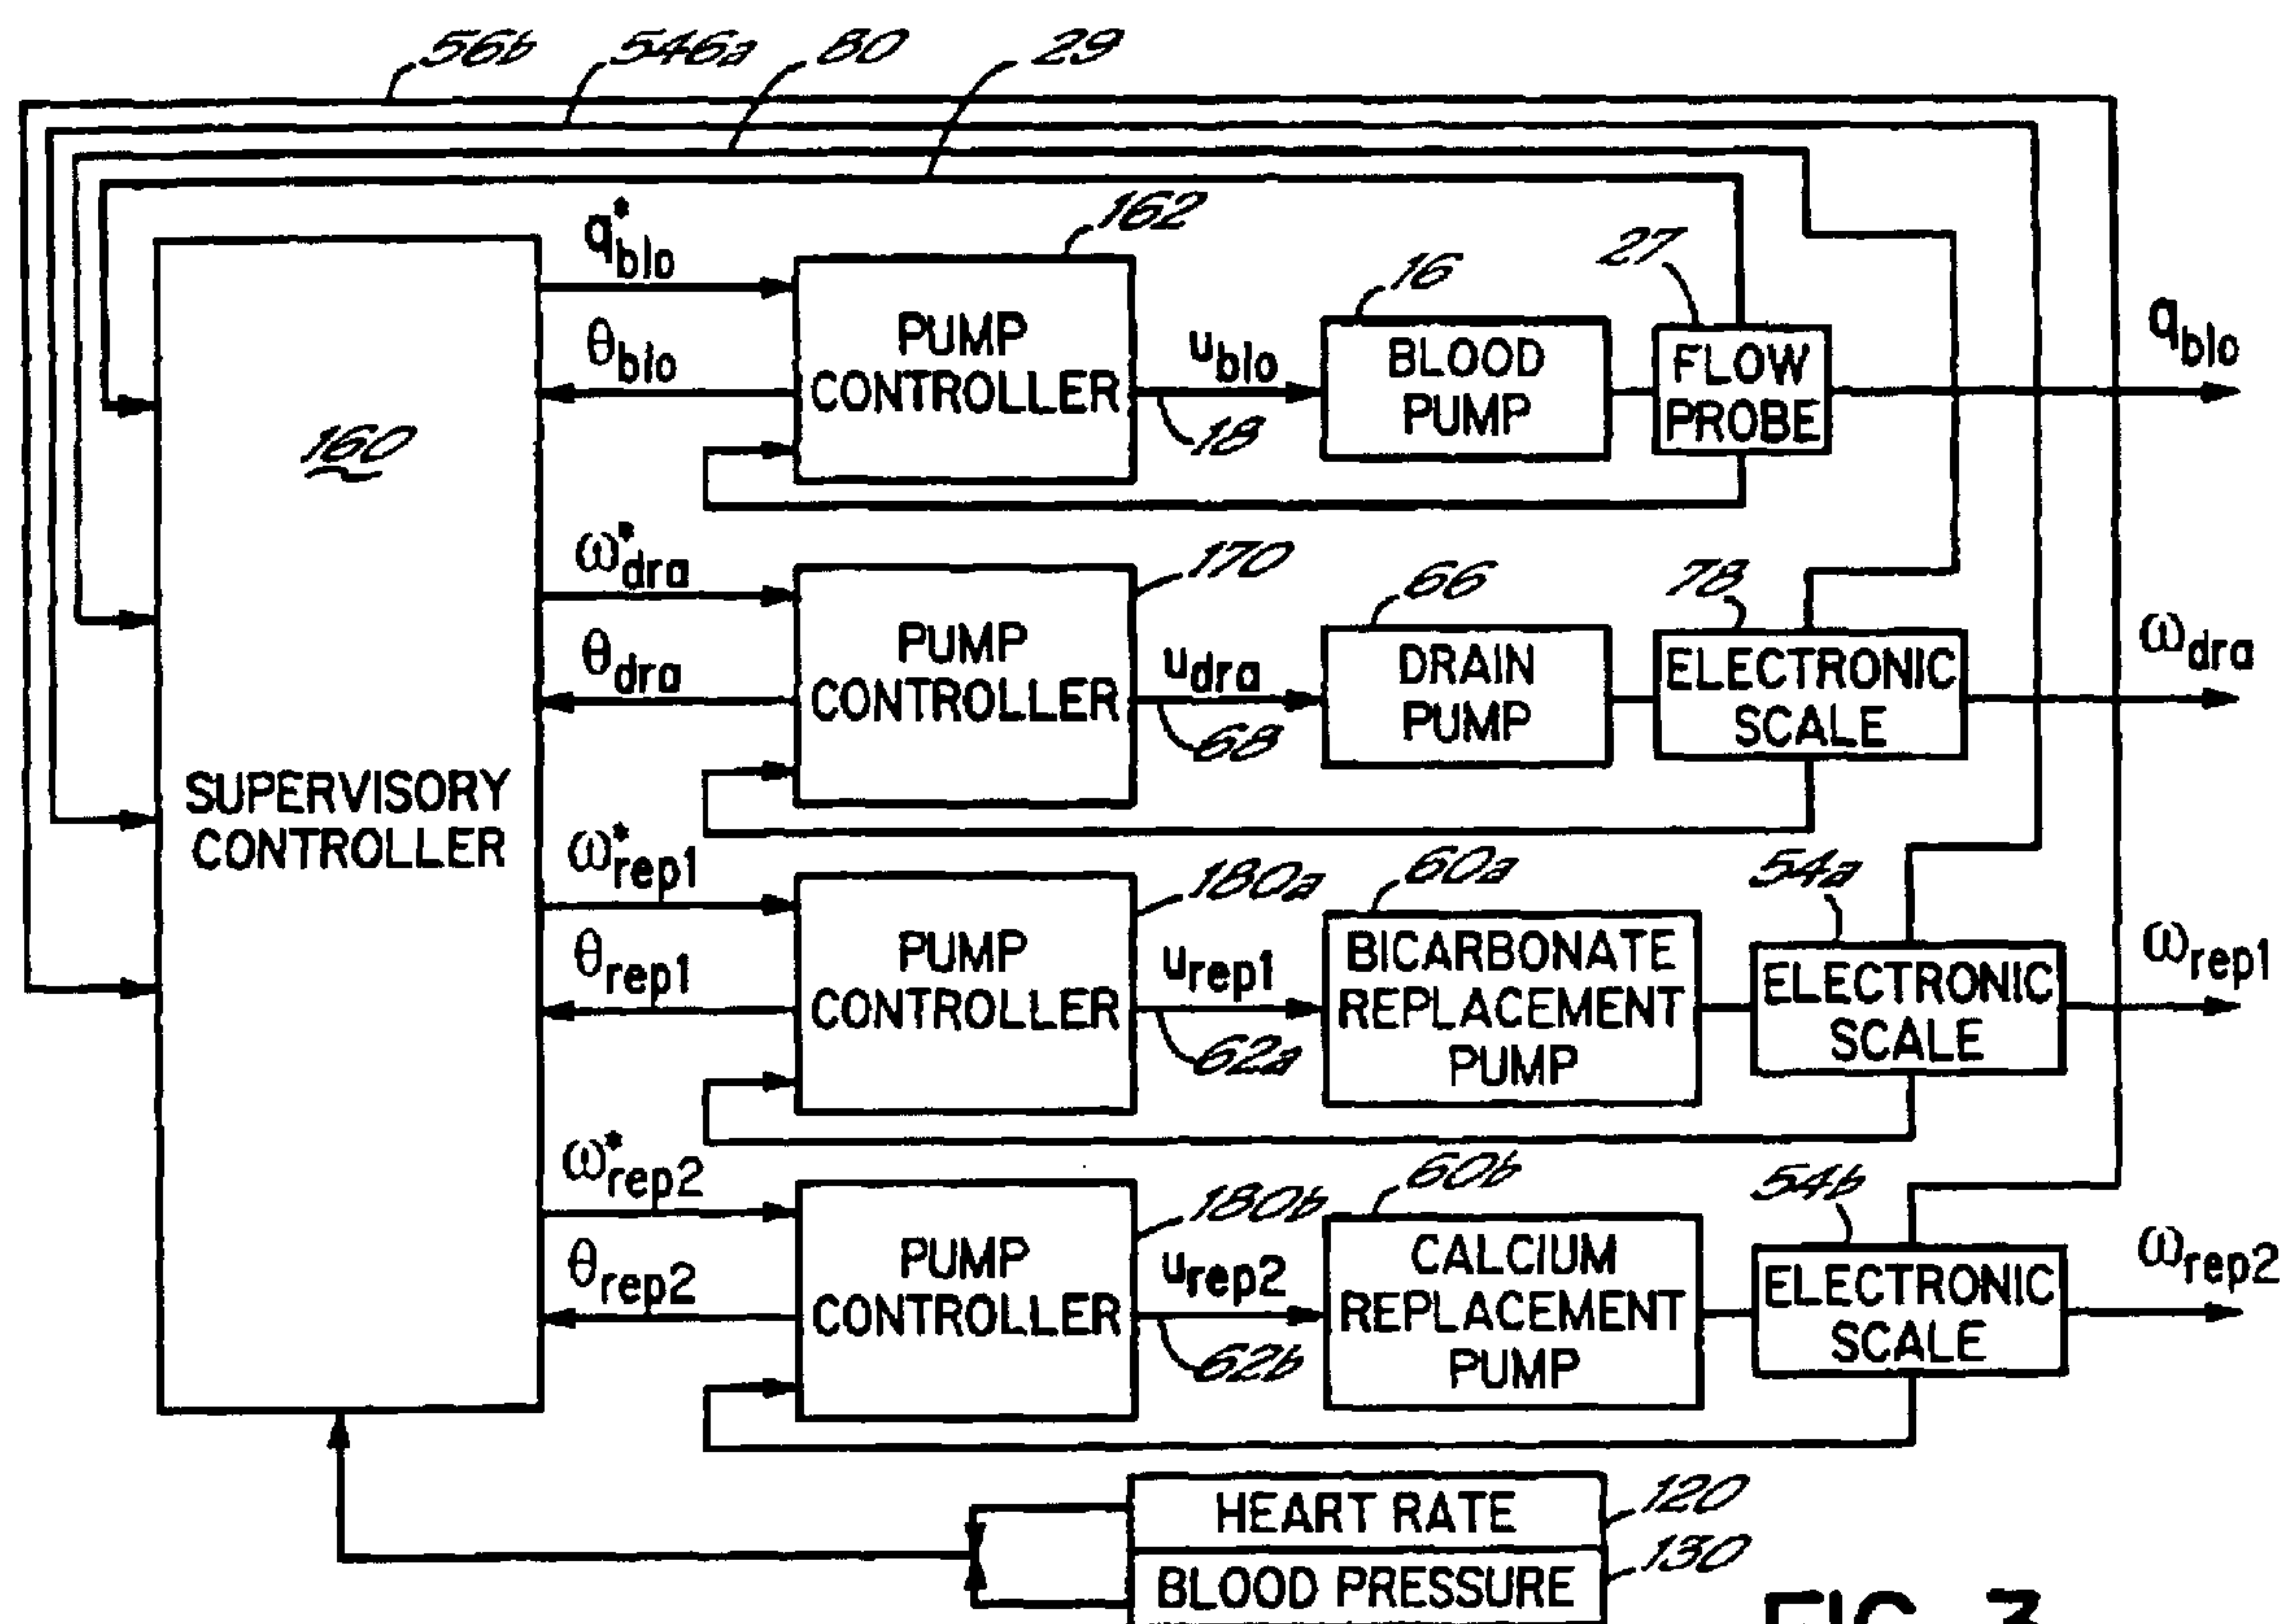 56b 546a 80 29
q*blo 162
θblo PUMP CONTROLLER ublo 18 16 BLOOD PUMP 27 FLOW PROBE qblo
160
SUPERVISORY CONTROLLER
ω*dra 170
θdra PUMP CONTROLLER udra 68 66 DRAIN PUMP 78 ELECTRONIC SCALE ωdra
ω*rep1 180a
θrep1 PUMP CONTROLLER urep1 62a 60a BICARBONATE REPLACEMENT PUMP 54a ELECTRONIC SCALE ωrep1
ω*rep2 180b
θrep2 PUMP CONTROLLER urep2 62b 60b CALCIUM REPLACEMENT PUMP 54b ELECTRONIC SCALE ωrep2
HEART RATE 120
BLOOD PRESSURE 130
FIG. 3